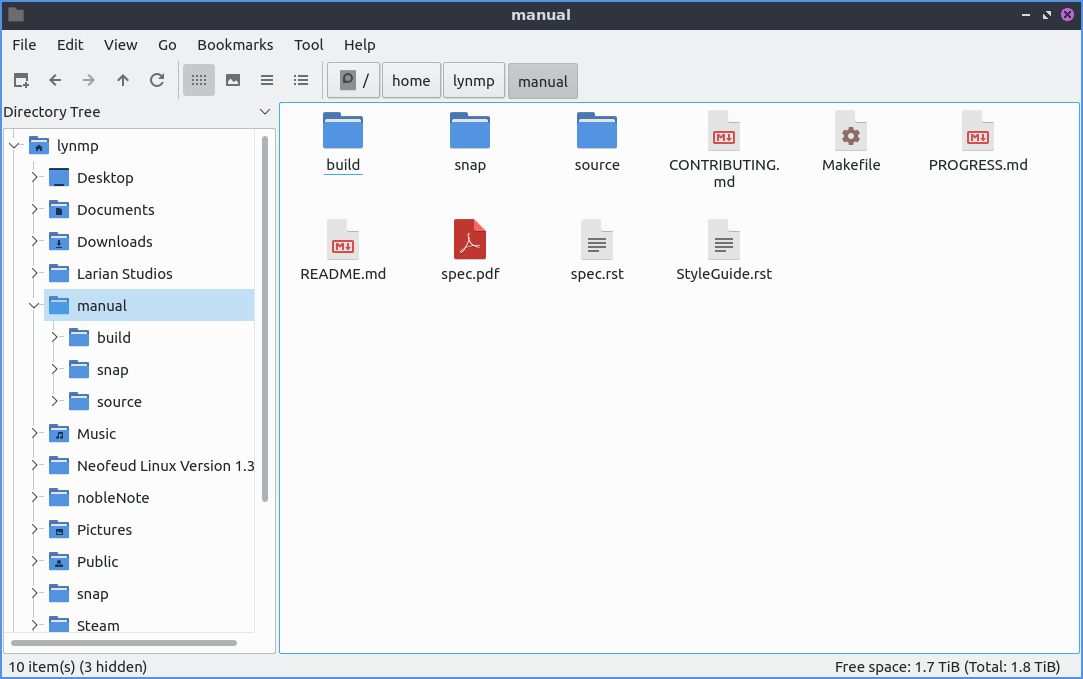 manual
File Edit View Go Bookmarks Tool Help
/ home lynmp manual
Directory Tree
lynmp
Desktop
Documents
Downloads
Larian Studios
manual
build
snap
source
Music
Neofeud Linux Version 1.3
nobleNote
Pictures
Public
snap
Steam
build snap source CONTRIBUTING. Makefile PROGRESS.md
md
README.md spec.pdf spec.rst StyleGuide.rst
10 item(s) (3 hidden) Free space: 1.7 TiB (Total: 1.8 TiB)